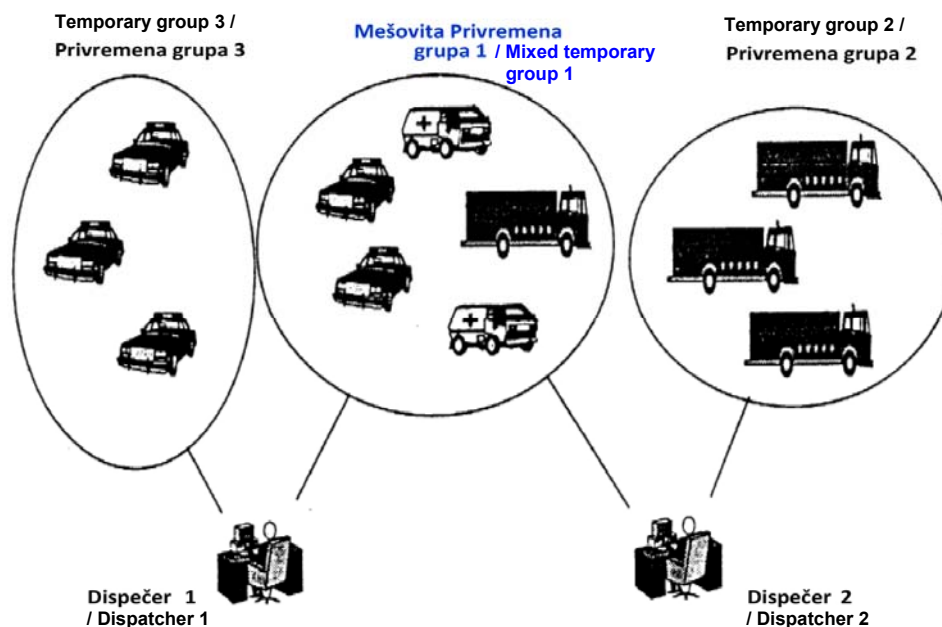 Temporary group 3 /
Privremena grupa 3
Mešovita Privremena
grupa 1 / Mixed temporary
group 1
Temporary group 2 /
Privremena grupa 2
Dispečer 1
/ Dispatcher 1
Dispečer 2
/ Dispatcher 2